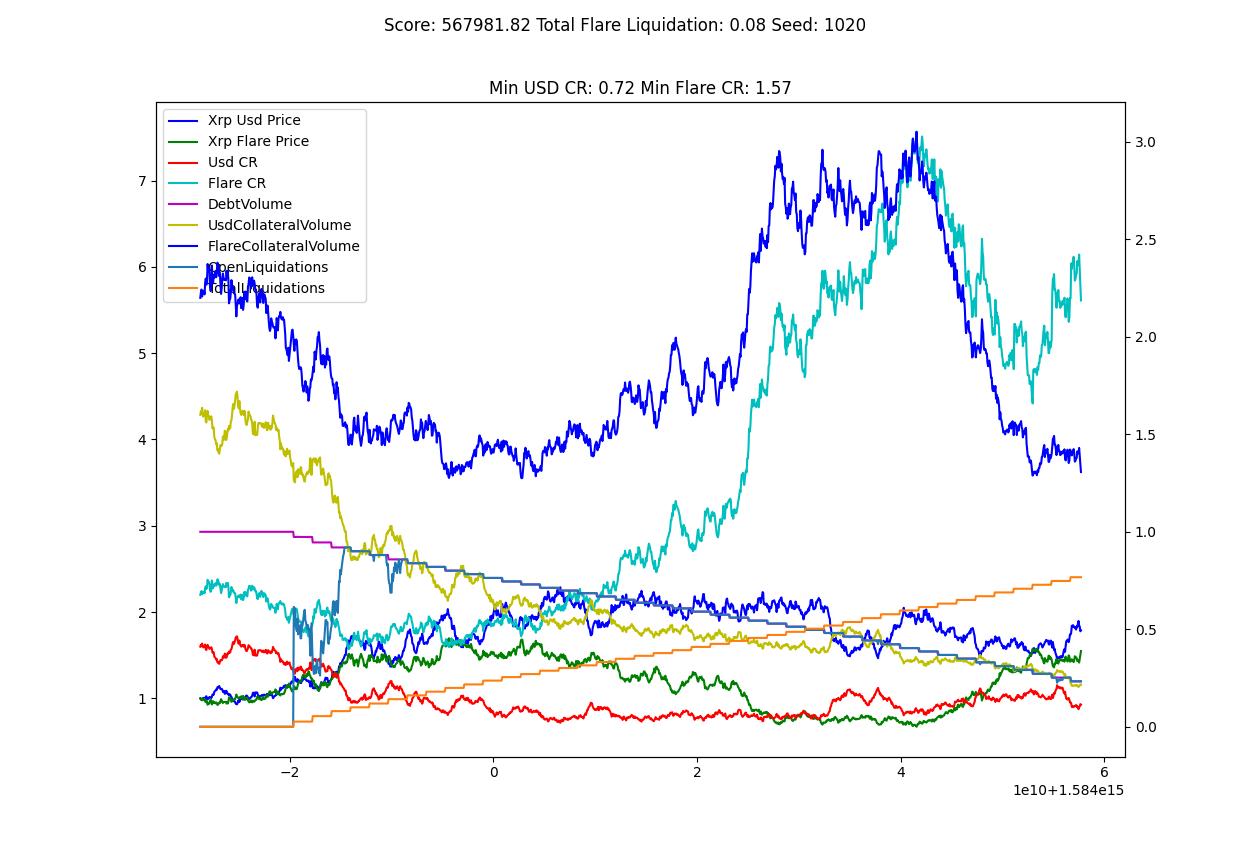 Score: 567981.82 Total Flare Liquidation: 0.08 Seed: 1020
Min USD CR: 0.72 Min Flare CR: 1.57
Xrp Usd Price
Xrp Flare Price
Usd CR
Flare CR
DebtVolume
UsdCollateralVolume
FlareCollateralVolume
OpenLiquidations
TotalLiquidations
7
6
5
4
3
2
1
3.0
2.5
2.0
1.5
1.0
0.5
0.0
−2 0 2 4 6
1e10+1.584e15